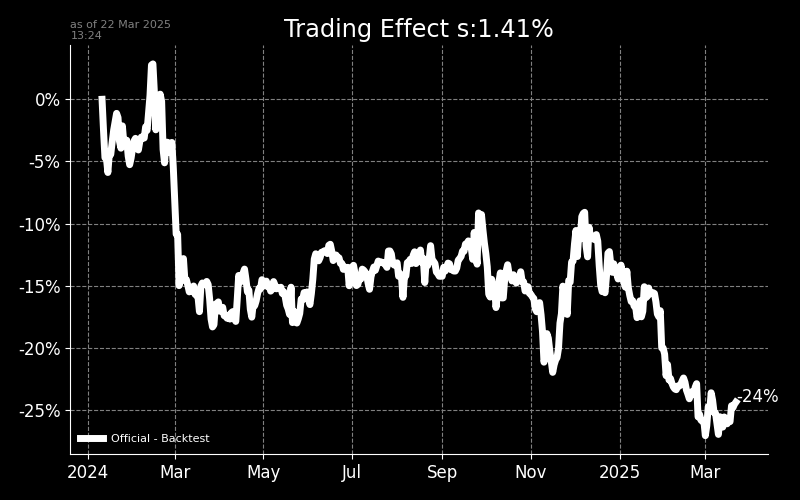 as of 22 Mar 2025
13:24
Trading Effect s:1.41%
0%
-5%
-10%
-15%
-20%
-25%
-24%
Official - Backtest
2024 Mar May Jul Sep Nov 2025 Mar